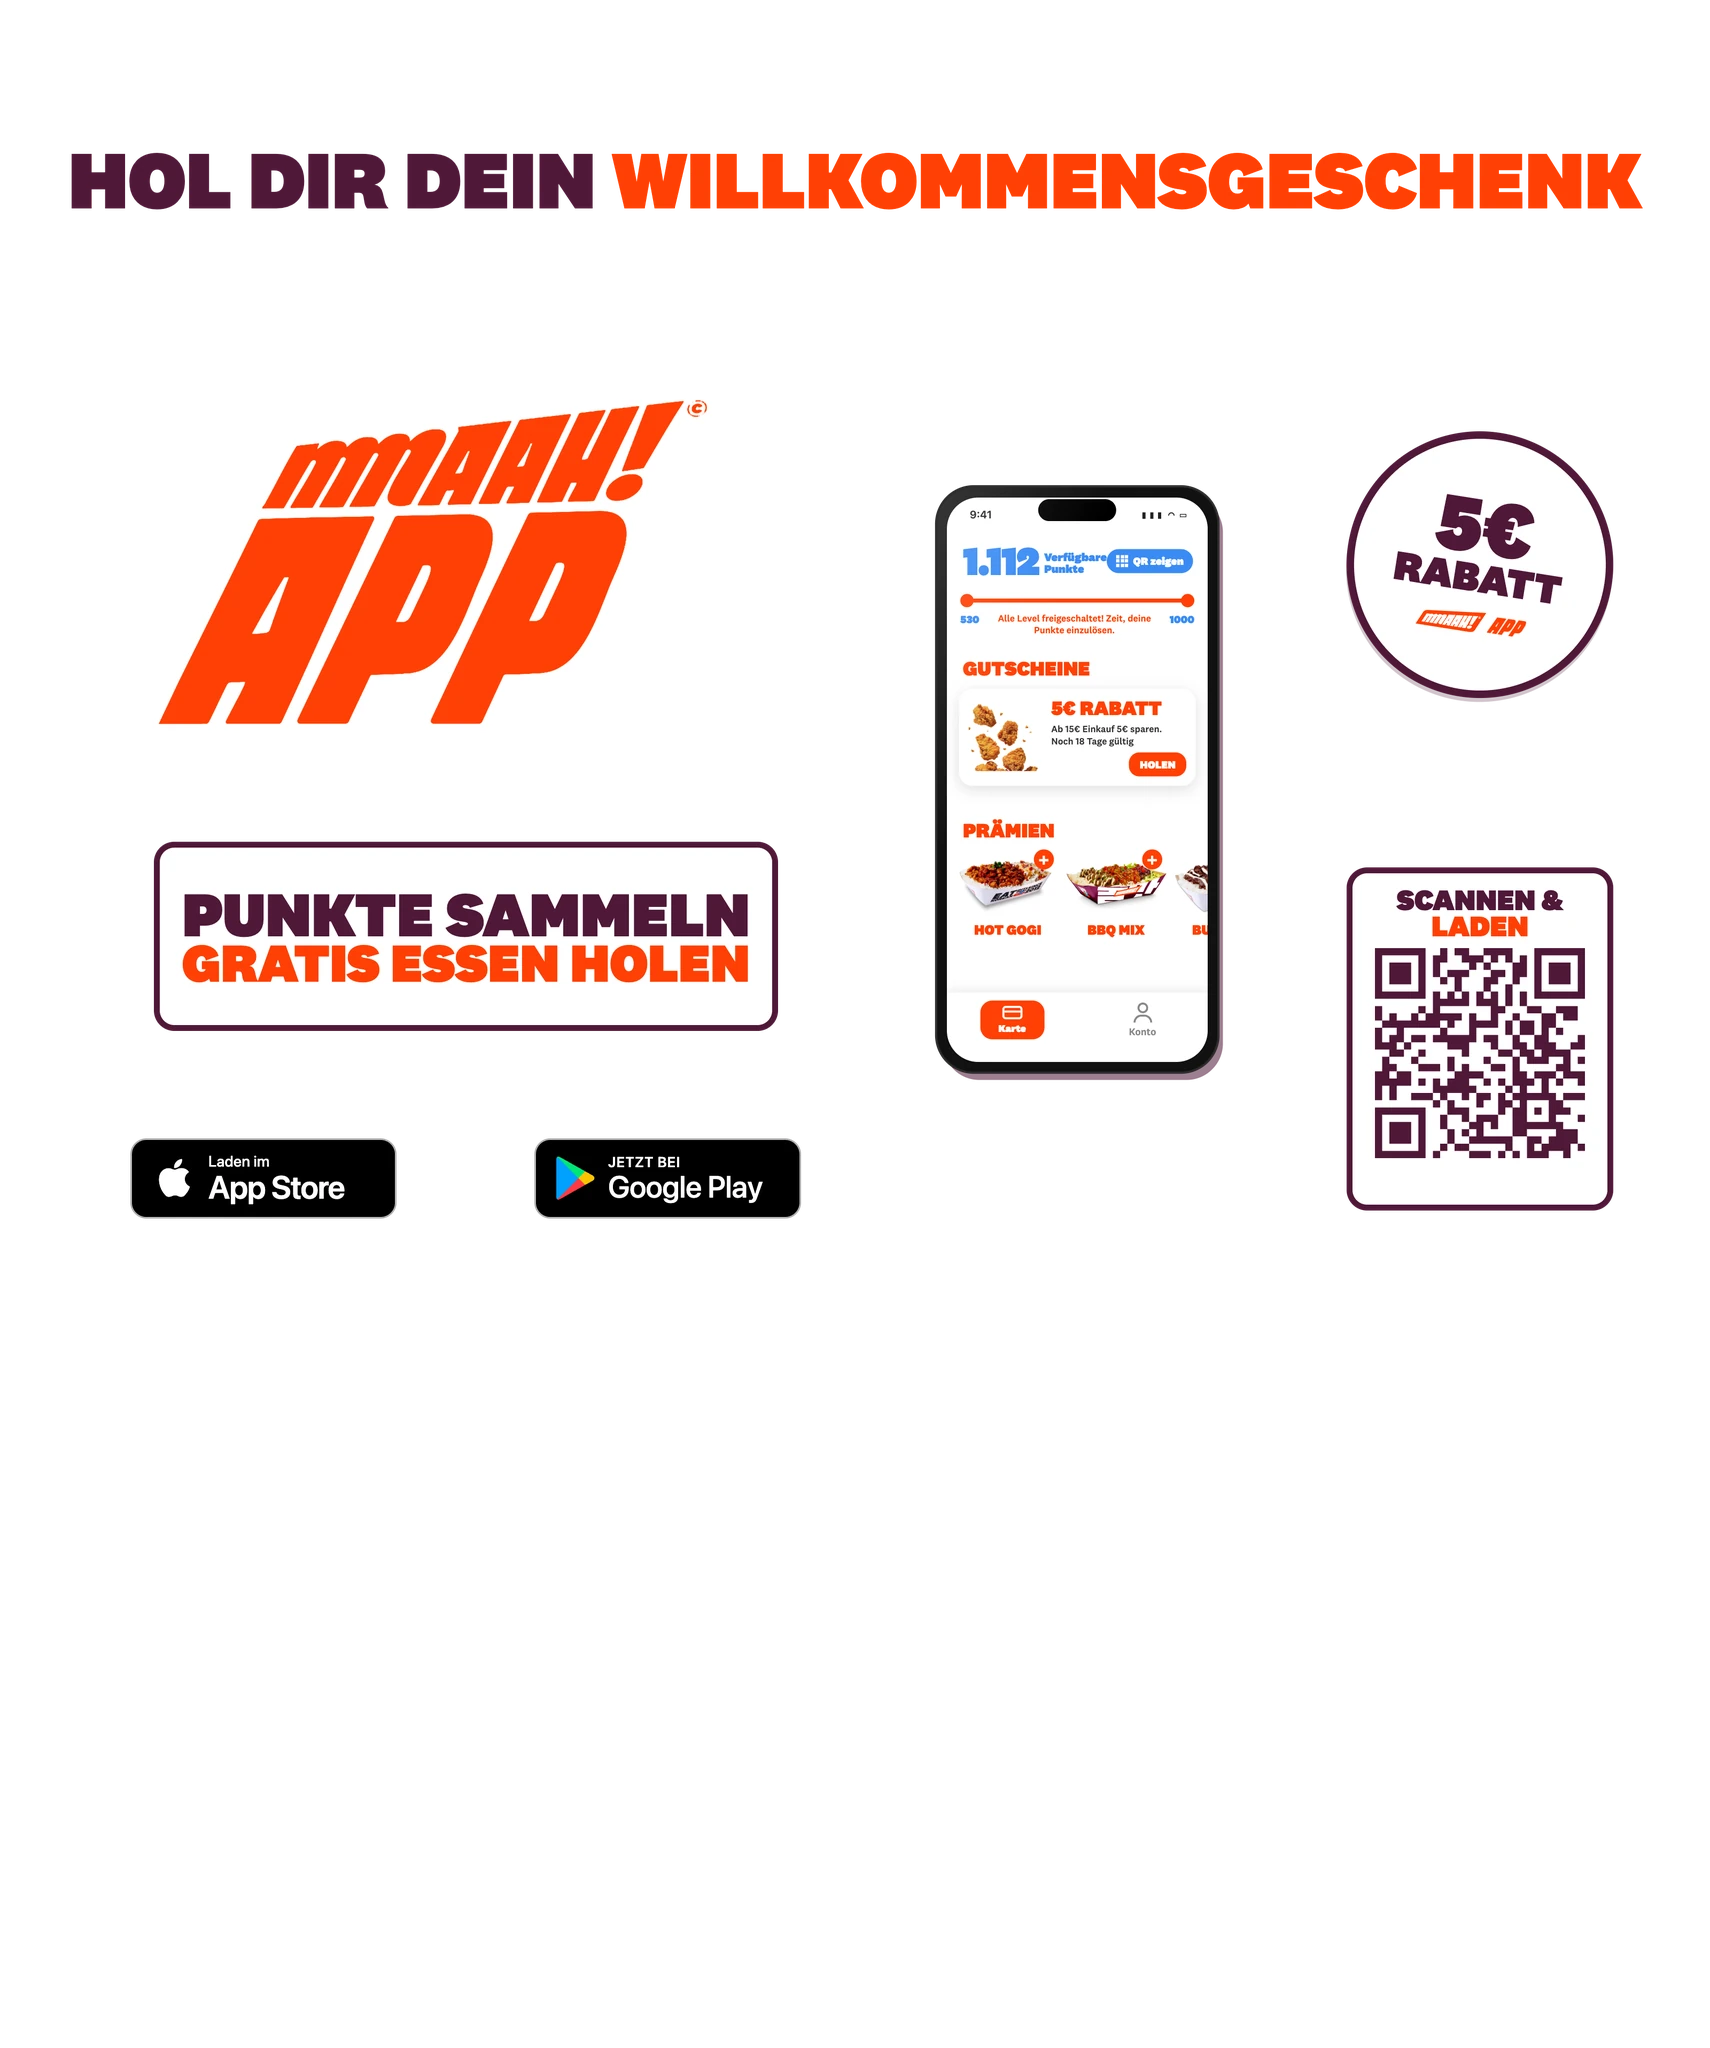 HOL DIR DEIN WILLKOMMENSGESCHENK
mmAAH!
APP
PUNKTE SAMMELN
GRATIS ESSEN HOLEN
Laden im
App Store
JETZT BEI
Google Play
9:41
1.112 Verfügbare Punkte
QR zeigen
530
Alle Level freigeschaltet! Zeit, deine
Punkte einzulösen.
1000
GUTSCHEINE
5€ RABATT
Ab 15€ Einkauf 5€ sparen.
Noch 18 Tage gültig
HOLEN
PRÄMIEN
HOT GOGI
BBQ MIX
BU
Karte
Konto
5€
RABATT
mmAAH! APP
SCANNEN &
LADEN